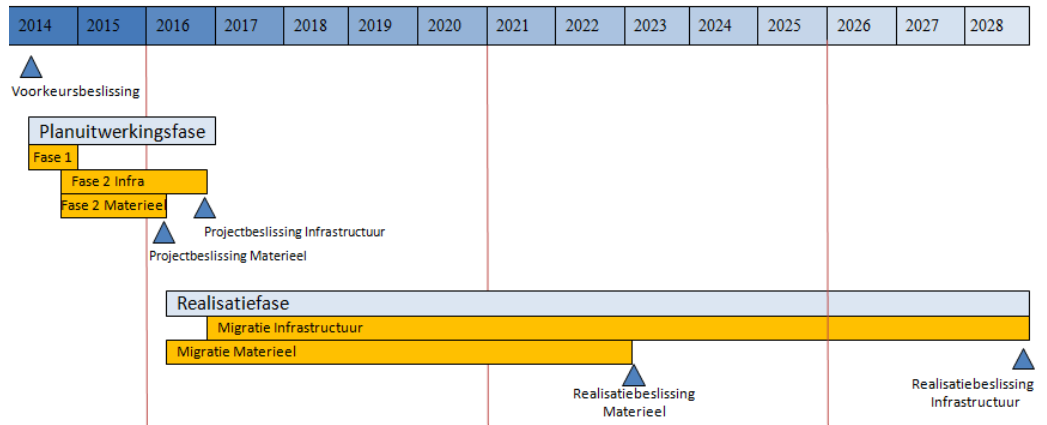 2014 2015 2016 2017 2018 2019 2020 2021 2022 2023 2024 2025 2026 2027 2028
Voorkeursbeslissing
Planuitwerkingsfase
Fase 1
Fase 2 Infra
Fase 2 Materieel
Projectbeslissing Infrastructuur
Projectbeslissing Materieel
Realisatiefase
Migratie Infrastructuur
Migratie Materieel
Realisatiebeslissing
Materieel
Realisatiebeslissing
Infrastructuur